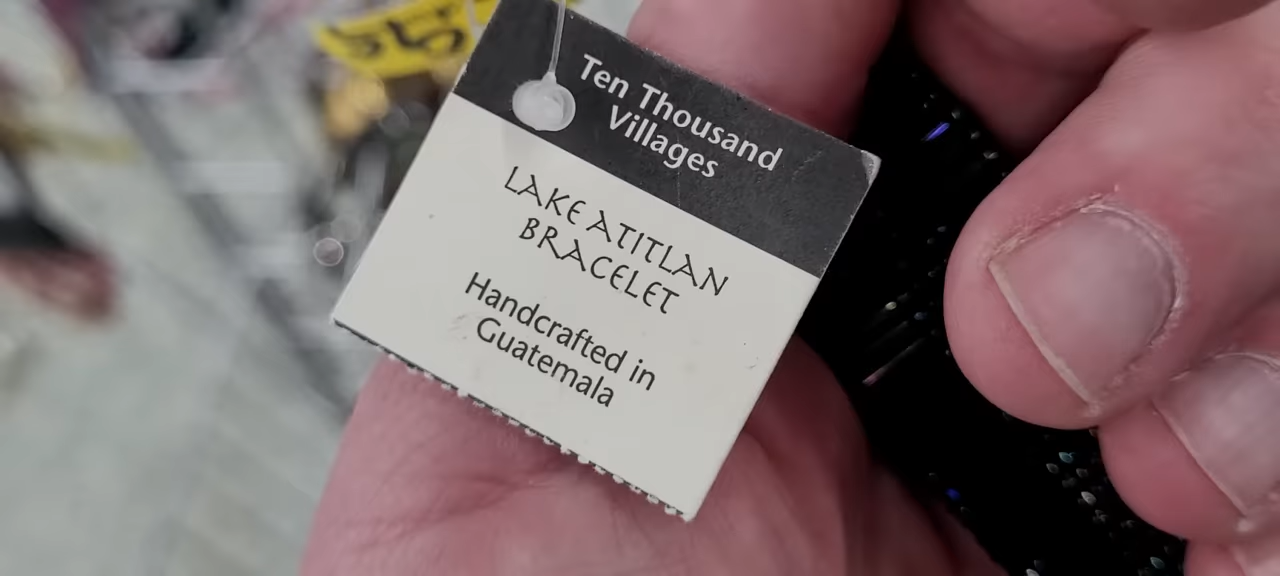 Ten Thousand
Villages
LAKE ATITLAN
BRACELET
Handcrafted in
Guatemala